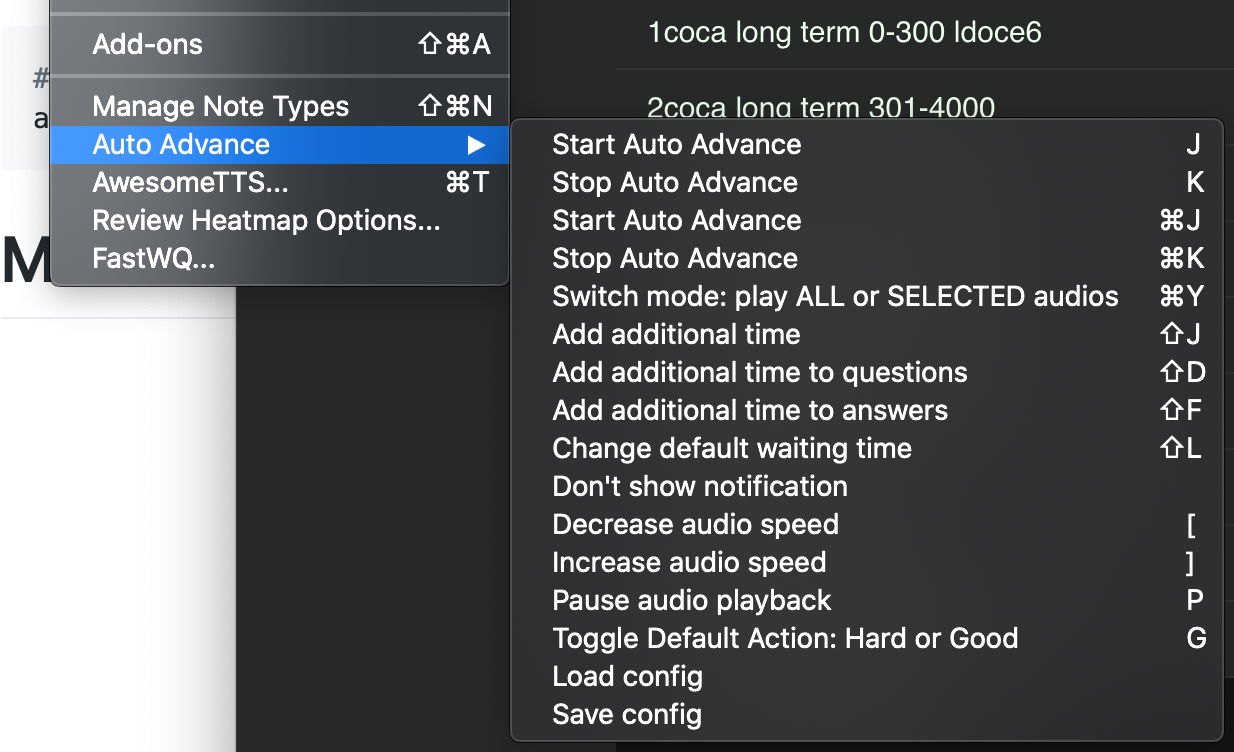 Add-ons ⇧⌘A
1coca long term 0-300 ldoce6
#
Manage Note Types ⇧⌘N
2coca long term 301-4000
a
Auto Advance ▶
AwesomeTTS... ⌘T
Review Heatmap Options...
FastWQ...
M
Start Auto Advance J
Stop Auto Advance K
Start Auto Advance ⌘J
Stop Auto Advance ⌘K
Switch mode: play ALL or SELECTED audios ⌘Y
Add additional time ⇧J
Add additional time to questions ⇧D
Add additional time to answers ⇧F
Change default waiting time ⇧L
Don't show notification
Decrease audio speed [
Increase audio speed ]
Pause audio playback P
Toggle Default Action: Hard or Good G
Load config
Save config